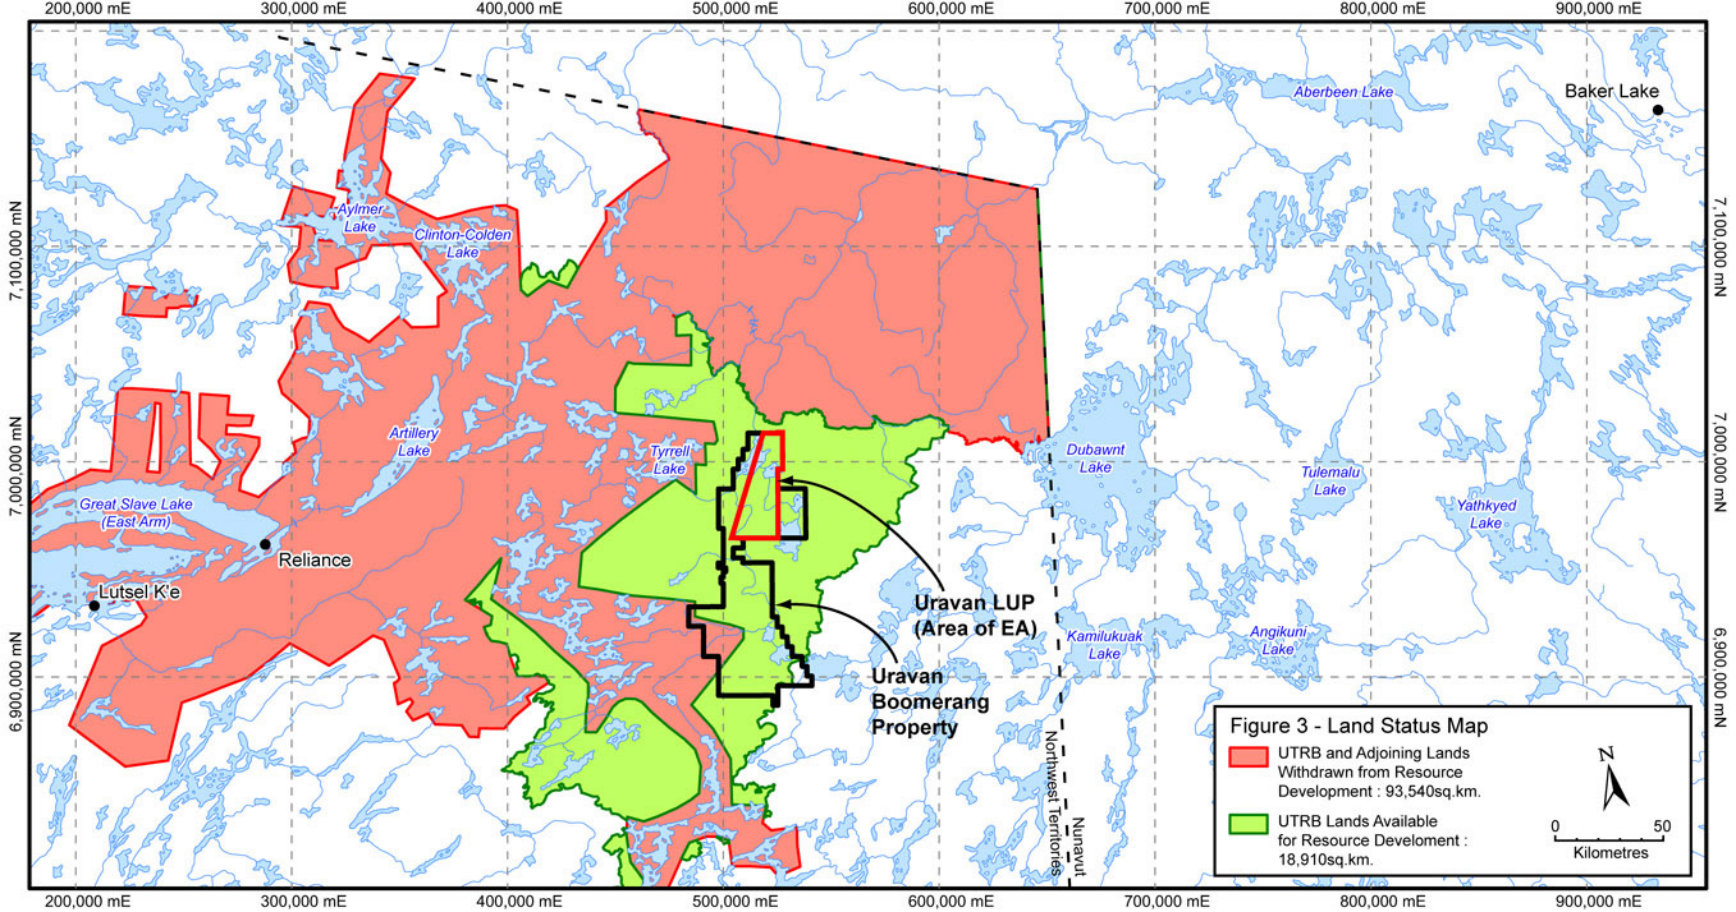 200,000 mE
300,000 mE
400,000 mE
500,000 mE
600,000 mE
700,000 mE
800,000 mE
900,000 mE
Aberbeen Lake
Baker Lake
7,100,000 mN
7,100,000 mN
Aylmer
Lake
Clinton-Colden
Lake
7,000,000 mN
7,000,000 mN
Artillery
Lake
Tyrrell
Lake
Dubawnt
Lake
Tulemalu
Lake
Yathkyed
Lake
Great Slave Lake
(East Arm)
Reliance
Lutsel K'e
Uravan LUP
(Area of EA)
Kamilukuak
Lake
Angikuni
Lake
6,900,000 mN
6,900,000 mN
Uravan
Boomerang
Property
Northwest Territories
Nunavut
Figure 3 - Land Status Map
UTRB and Adjoining Lands
Withdrawn from Resource
Development : 93,540sq.km.
UTRB Lands Available
for Resource Develoment :
18,910sq.km.
N
0 50
Kilometres
200,000 mE
300,000 mE
400,000 mE
500,000 mE
600,000 mE
700,000 mE
800,000 mE
900,000 mE